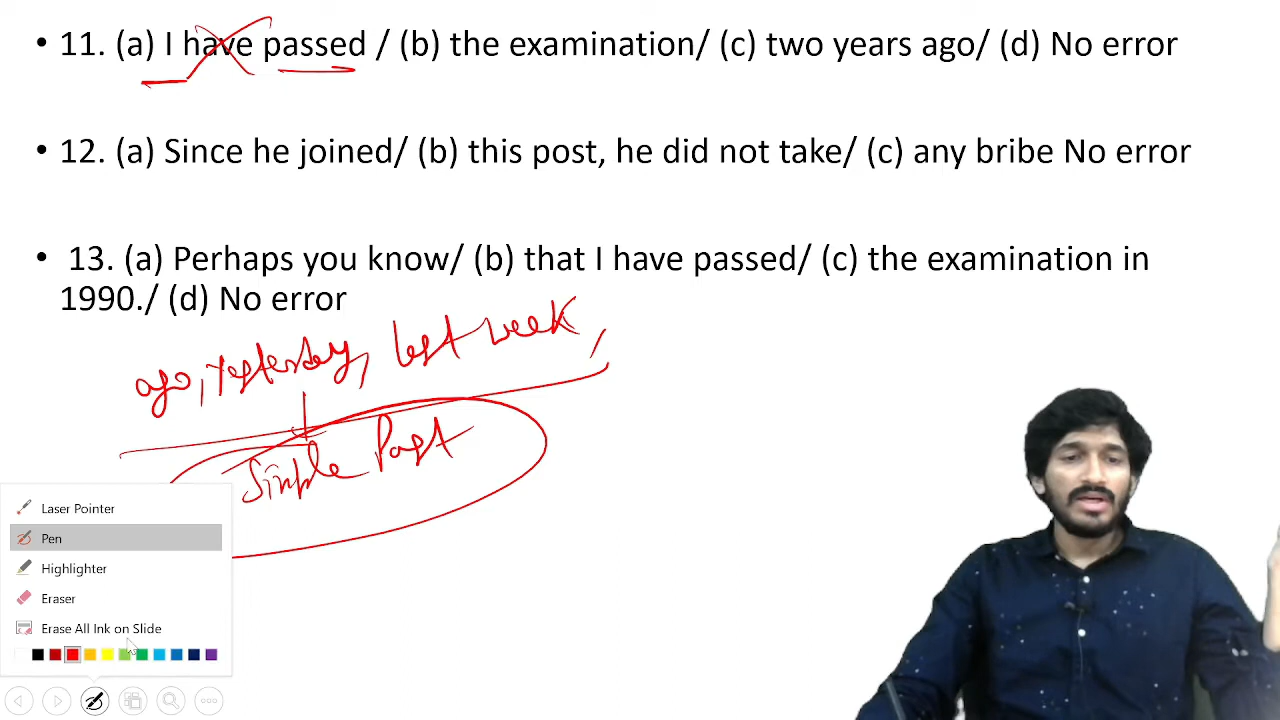 • 11. (a) I have passed / (b) the examination/ (c) two years ago/ (d) No error
• 12. (a) Since he joined/ (b) this post, he did not take/ (c) any bribe No error
• 13. (a) Perhaps you know/ (b) that I have passed/ (c) the examination in
1990./ (d) No error
ago, yesterday, last week,
Simple Past
Laser Pointer
Pen
Highlighter
Eraser
Erase All Ink on Slide